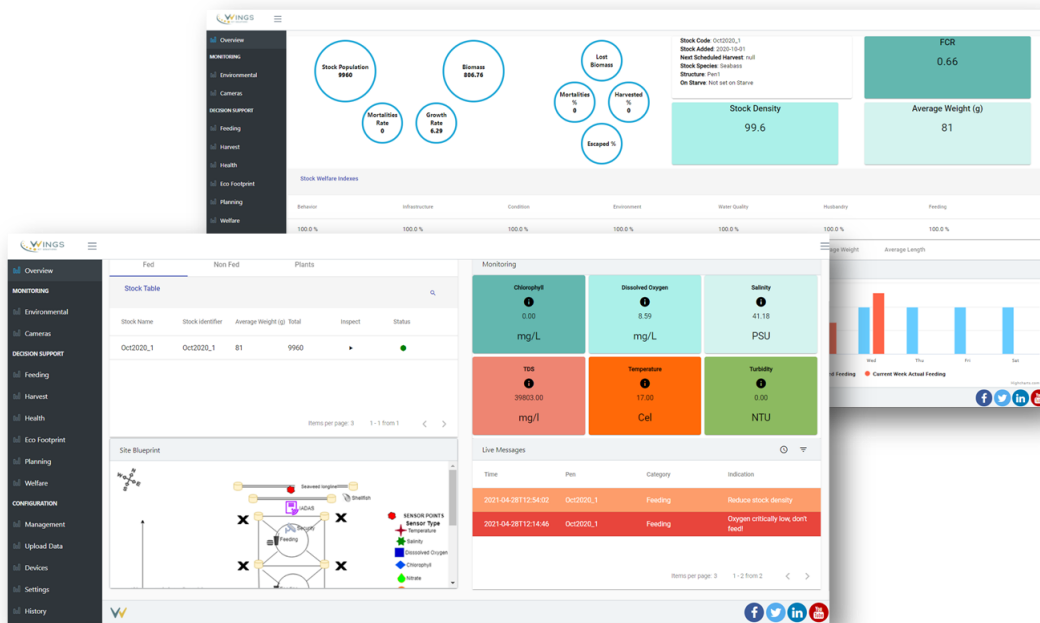 WINGS
Overview
MONITORING
Environmental
Cameras
DECISION SUPPORT
Feeding
Harvest
Health
Eco Footprint
Planning
Welfare
Stock Population
9960
Biomass
806.76
Mortalities
Rate
0
Growth
Rate
6.29
Lost
Biomass
Mortalities
%
0
Harvested
%
0
Escaped %
Stock Code: Oct2020_1
Stock Added: 2020-10-01
Next Scheduled Harvest: null
Stock Species: Seabass
Structure: Pen1
On Starve: Not set on Starve
FCR
0.66
Stock Density
99.6
Average Weight (g)
81
Stock Welfare Indexes
Behavior Infrastructure Condition Environment Water Quality Husbandry Feeding
100.0 % 100.0 % 100.0 % 100.0 % 100.0 % 100.0 % 100.0 %
Average Length
Wed Thu Fri Sat
Feeding Current Week Actual Feeding
Highcharts.com
WINGS
Overview
MONITORING
Environmental
Cameras
DECISION SUPPORT
Feeding
Harvest
Health
Eco Footprint
Planning
Welfare
CONFIGURATION
Management
Upload Data
Devices
Settings
History
Fed Non Fed Plants
Stock Table
Stock Name Stock Identifier Average Weight (g) Total Inspect Status
Oct2020_1 Oct2020_1 81 9960
Items per page: 3 1 - 1 from 1
Site Blueprint
Seaweed longline
Shellfish
Security
Feeding
SENSOR POINTS
Sensor Type
Temperature
Salinity
Disssolved Oxygen
Chlorophyll
Nitrate
Monitoring
Chlorophyll
0.00
mg/L
Dissolved Oxygen
8.59
mg/L
Salinity
41.18
PSU
TDS
39803.00
mg/l
Temperature
17.00
Cel
Turbidity
0.00
NTU
Live Messages
Time Pen Category Indication
2021-04-28T12:54:02 Oct2020_1 Feeding Reduce stock density
2021-04-28T12:14:46 Oct2020_1 Feeding Oxygen critically low, don't
feed!
Items per page: 3 1 - 2 from 2